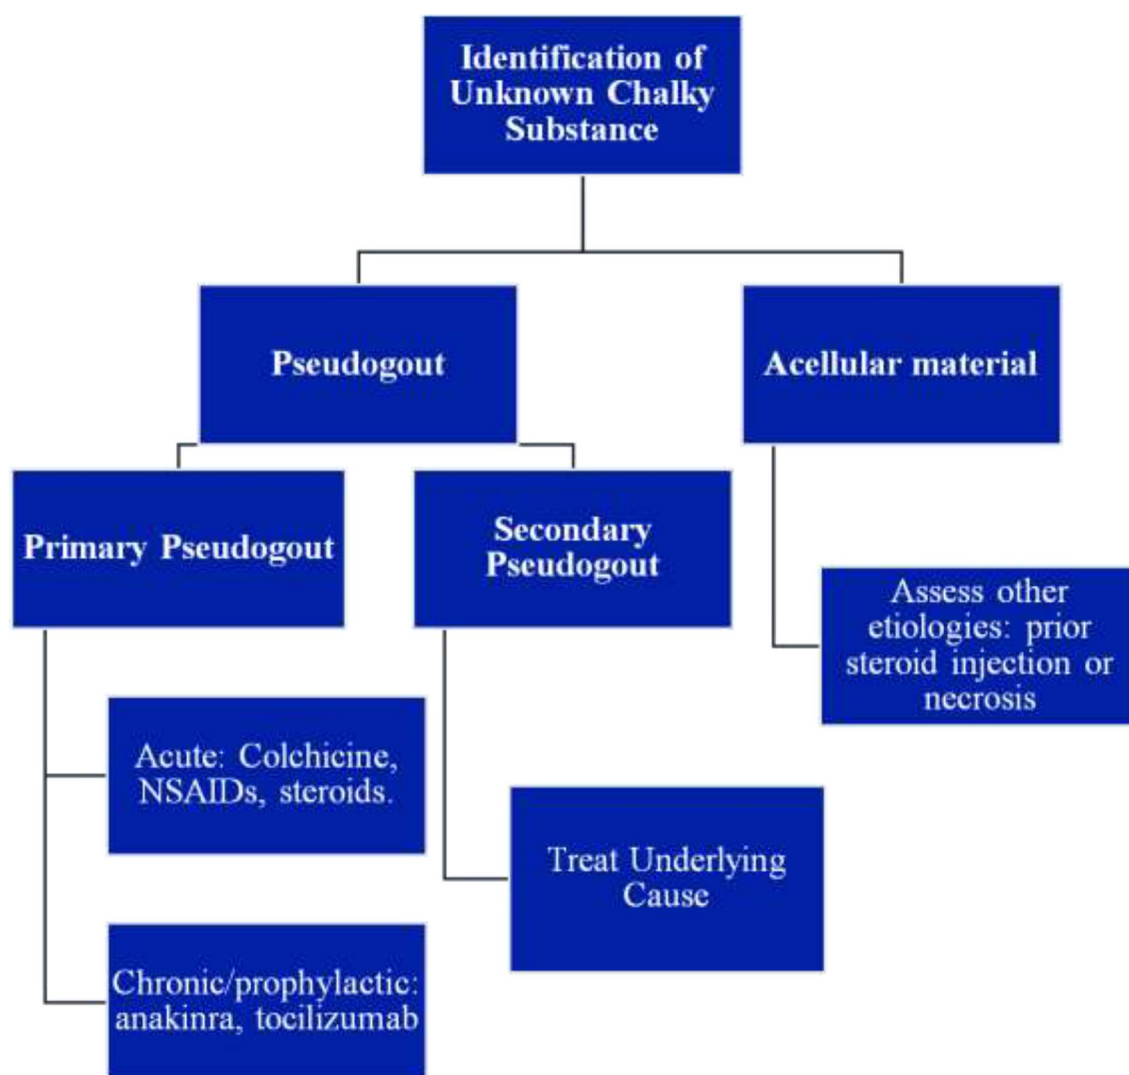 Identification of
Unknown Chalky
Substance
Pseudogout
Acellular material
Primary Pseudogout
Secondary
Pseudogout
Assess other
etiologies: prior
steroid injection or
necrosis
Acute: Colchicine,
NSAIDs, steroids.
Treat Underlying
Cause
Chronic/prophylactic:
anakinra, tocilizumab